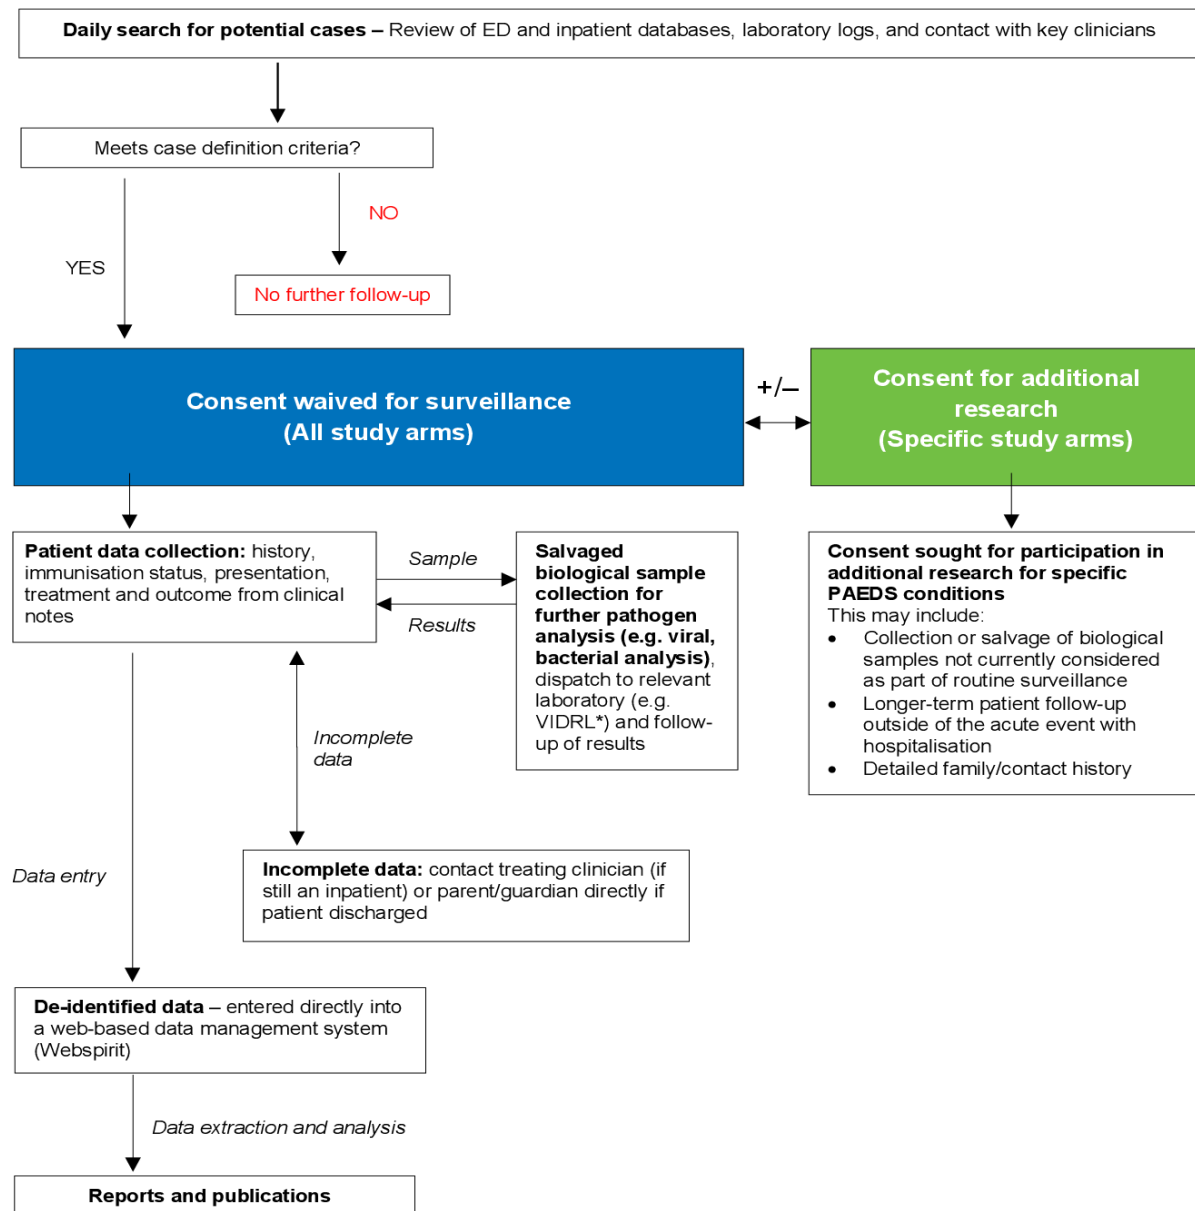 Daily search for potential cases – Review of ED and inpatient databases, laboratory logs, and contact with key clinicians
Meets case definition criteria?
NO
YES
No further follow-up
Consent waived for surveillance
(All study arms)
+/–
Consent for additional
research
(Specific study arms)
Patient data collection: history,
immunisation status, presentation,
treatment and outcome from clinical
notes
Sample
Results
Salvaged
biological sample
collection for
further pathogen
analysis (e.g. viral,
bacterial analysis),
dispatch to relevant
laboratory (e.g.
VIDRL*) and follow-
up of results
Consent sought for participation in
additional research for specific
PAEDS conditions
This may include:
• Collection or salvage of biological
samples not currently considered
as part of routine surveillance
• Longer-term patient follow-up
outside of the acute event with
hospitalisation
• Detailed family/contact history
Incomplete
data
Incomplete data: contact treating clinician (if
still an inpatient) or parent/guardian directly if
patient discharged
Data entry
De-identified data – entered directly into
a web-based data management system
(Webspirit)
Data extraction and analysis
Reports and publications